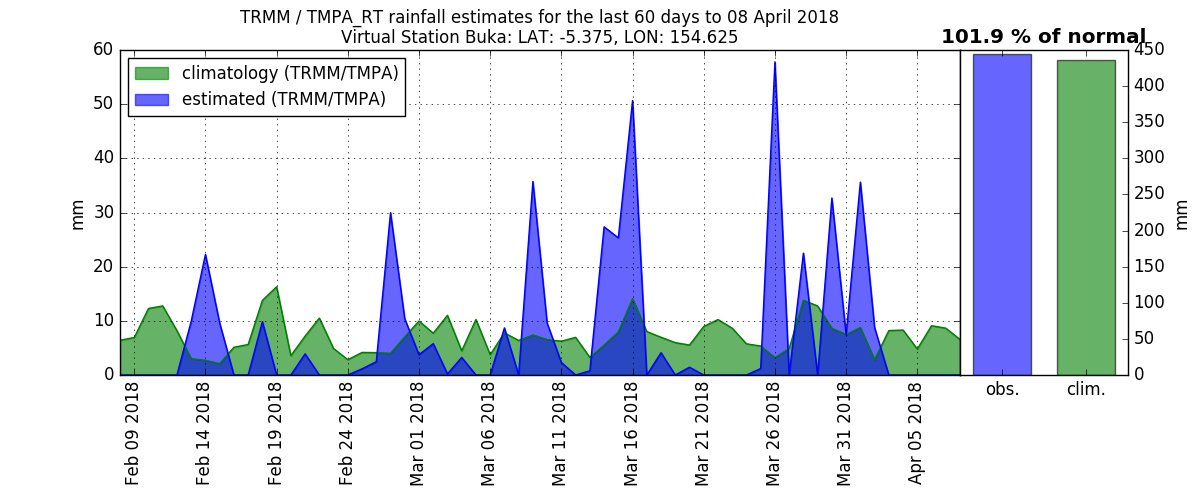 TRMM / TMPA_RT rainfall estimates for the last 60 days to 08 April 2018
Virtual Station Buka: LAT: -5.375, LON: 154.625
101.9 % of normal
climatology (TRMM/TMPA)
estimated (TRMM/TMPA)
mm
60
50
40
30
20
10
0
Feb 09 2018
Feb 14 2018
Feb 19 2018
Feb 24 2018
Mar 01 2018
Mar 06 2018
Mar 11 2018
Mar 16 2018
Mar 21 2018
Mar 26 2018
Mar 31 2018
Apr 05 2018
obs.
clim.
450
400
350
300
250
200
150
100
50
0
mm